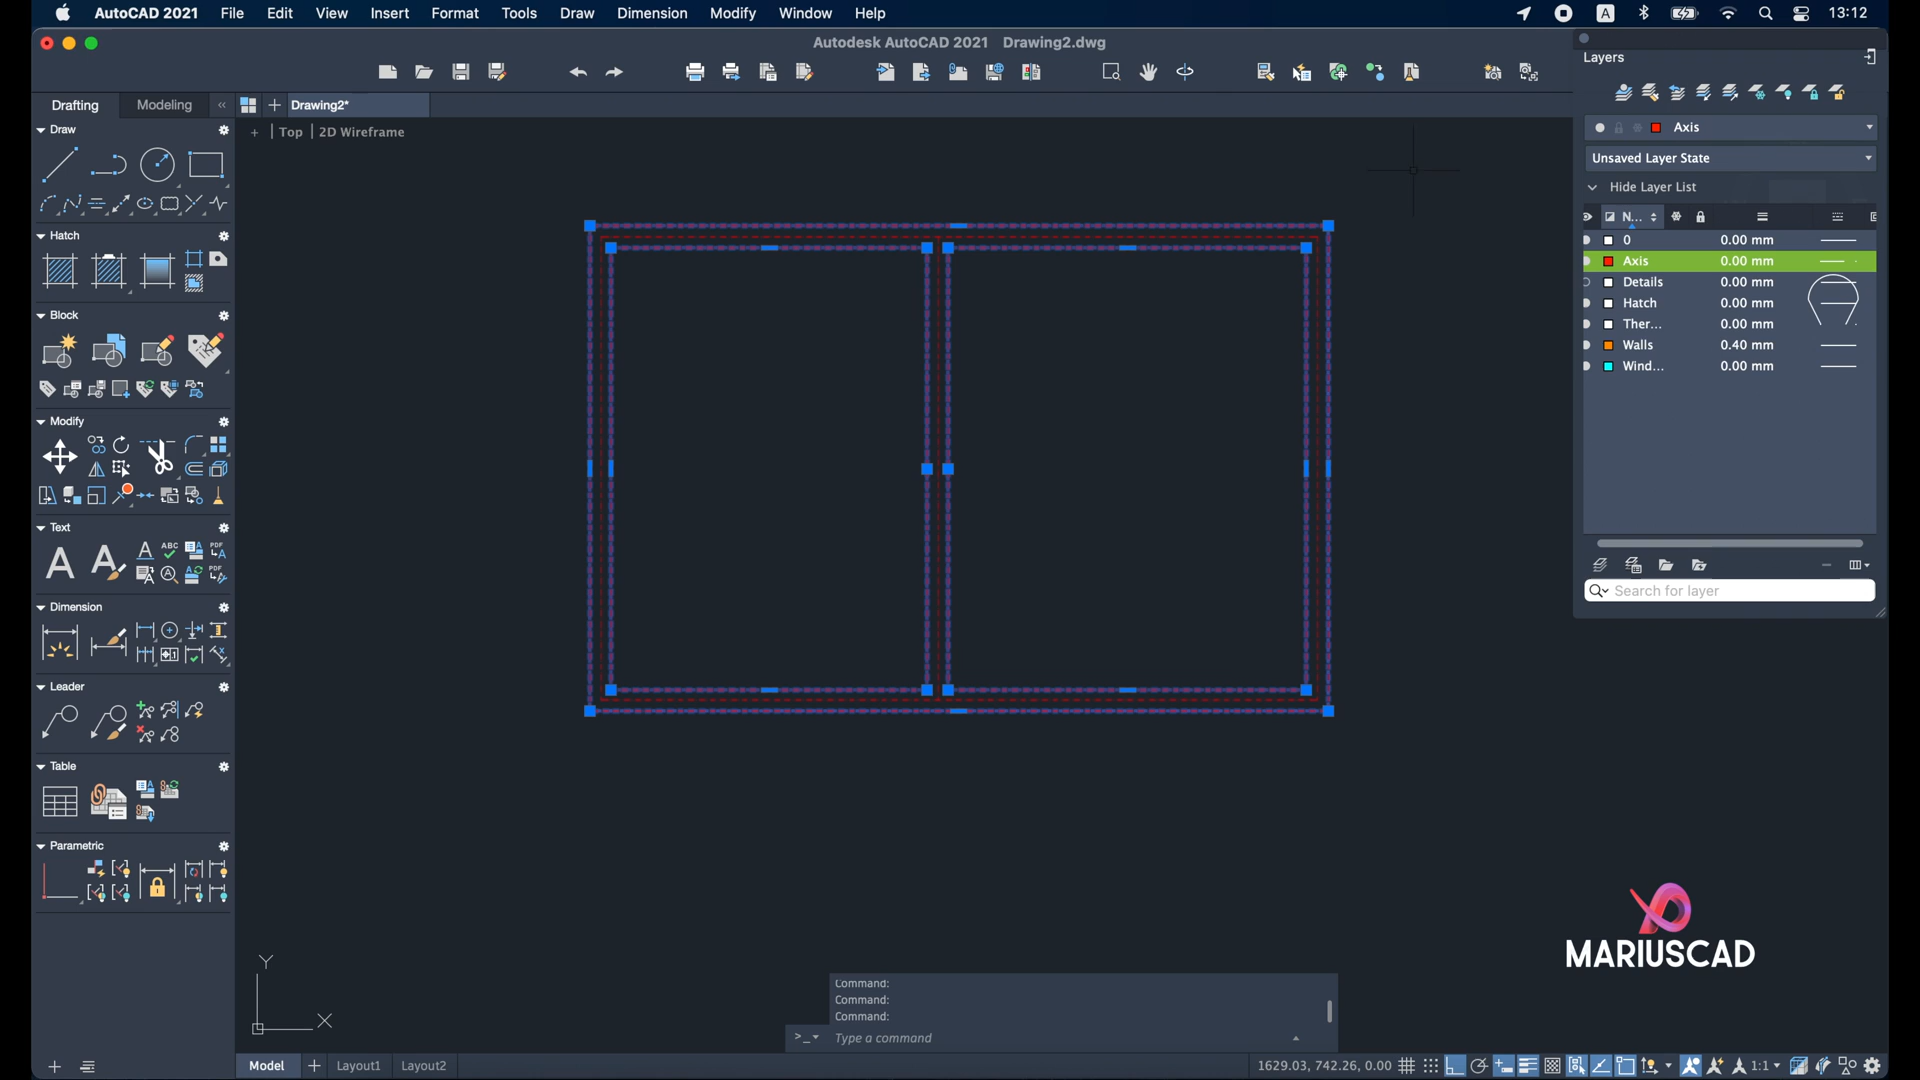 AutoCAD 2021 File Edit View Insert Format Tools Draw Dimension Modify Window Help A 13:12
Autodesk AutoCAD 2021 Drawing2.dwg
Layers
Drafting Modeling « Drawing2*
+ | Top | 2D Wireframe
Axis
Unsaved Layer State
Hide Layer List
N...
0 0.00 mm
Axis 0.00 mm
Details 0.00 mm
Hatch 0.00 mm
Ther... 0.00 mm
Walls 0.40 mm
Wind... 0.00 mm
Search for layer
Draw
Hatch
Block
Modify
Text
Dimension
Leader
Table
Parametric
MARIUSCAD
Y
X
Command:
Command:
Command:
>_ Type a command
Model + Layout1 Layout2
1629.03, 742.26, 0.00 1:1